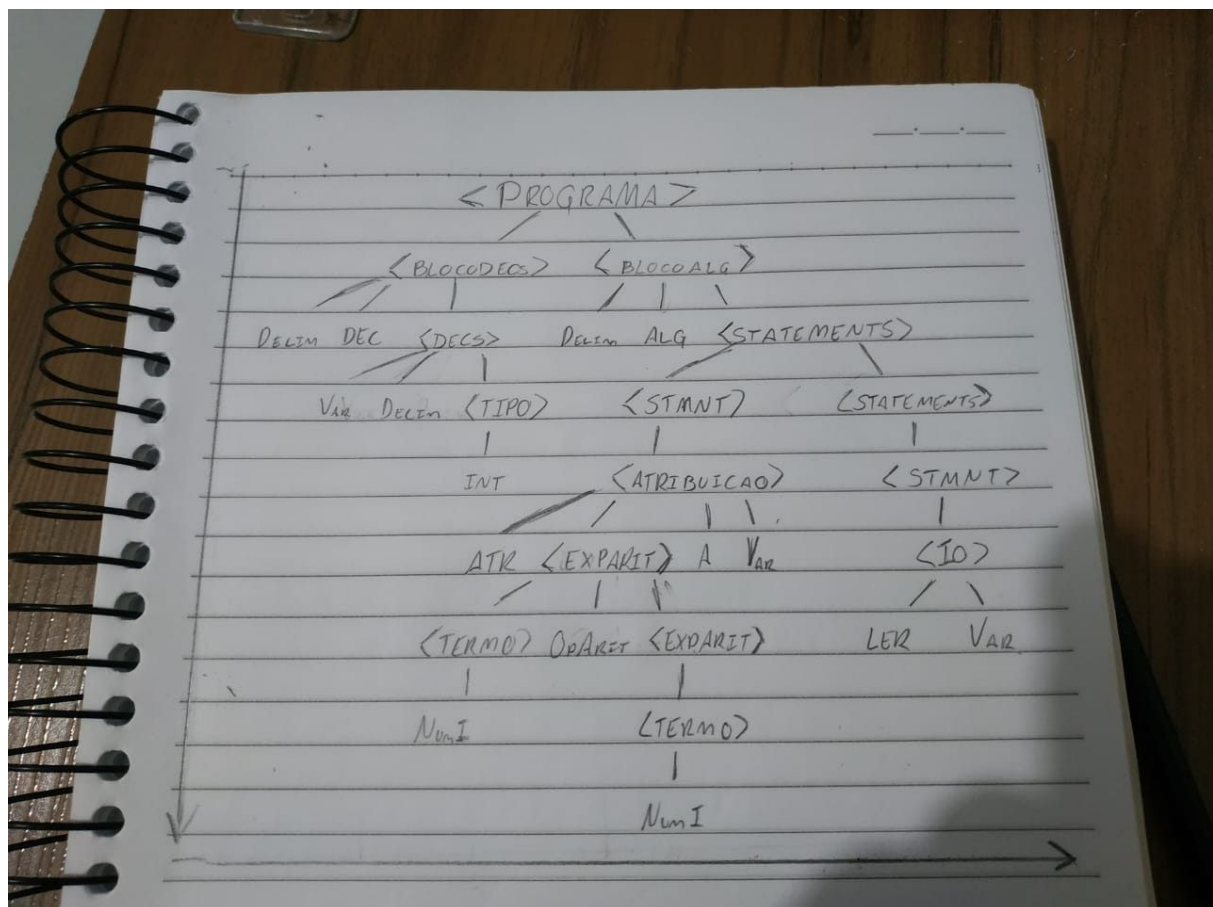 <PROGRAMA>
<BLOCODECS> <BLOCOALG>
DELIM DEC <DECS> DELIM ALG <STATEMENTS>
VAR DELIM <TIPO> <STMNT> <STATEMENTS>
INT <ATRIBUICAO> <STMNT>
ATR <EXPARIT> A VAR <IO>
<TERMO> OPARIT <EXPARIT> LER VAR
NumI <TERMO>
NumI